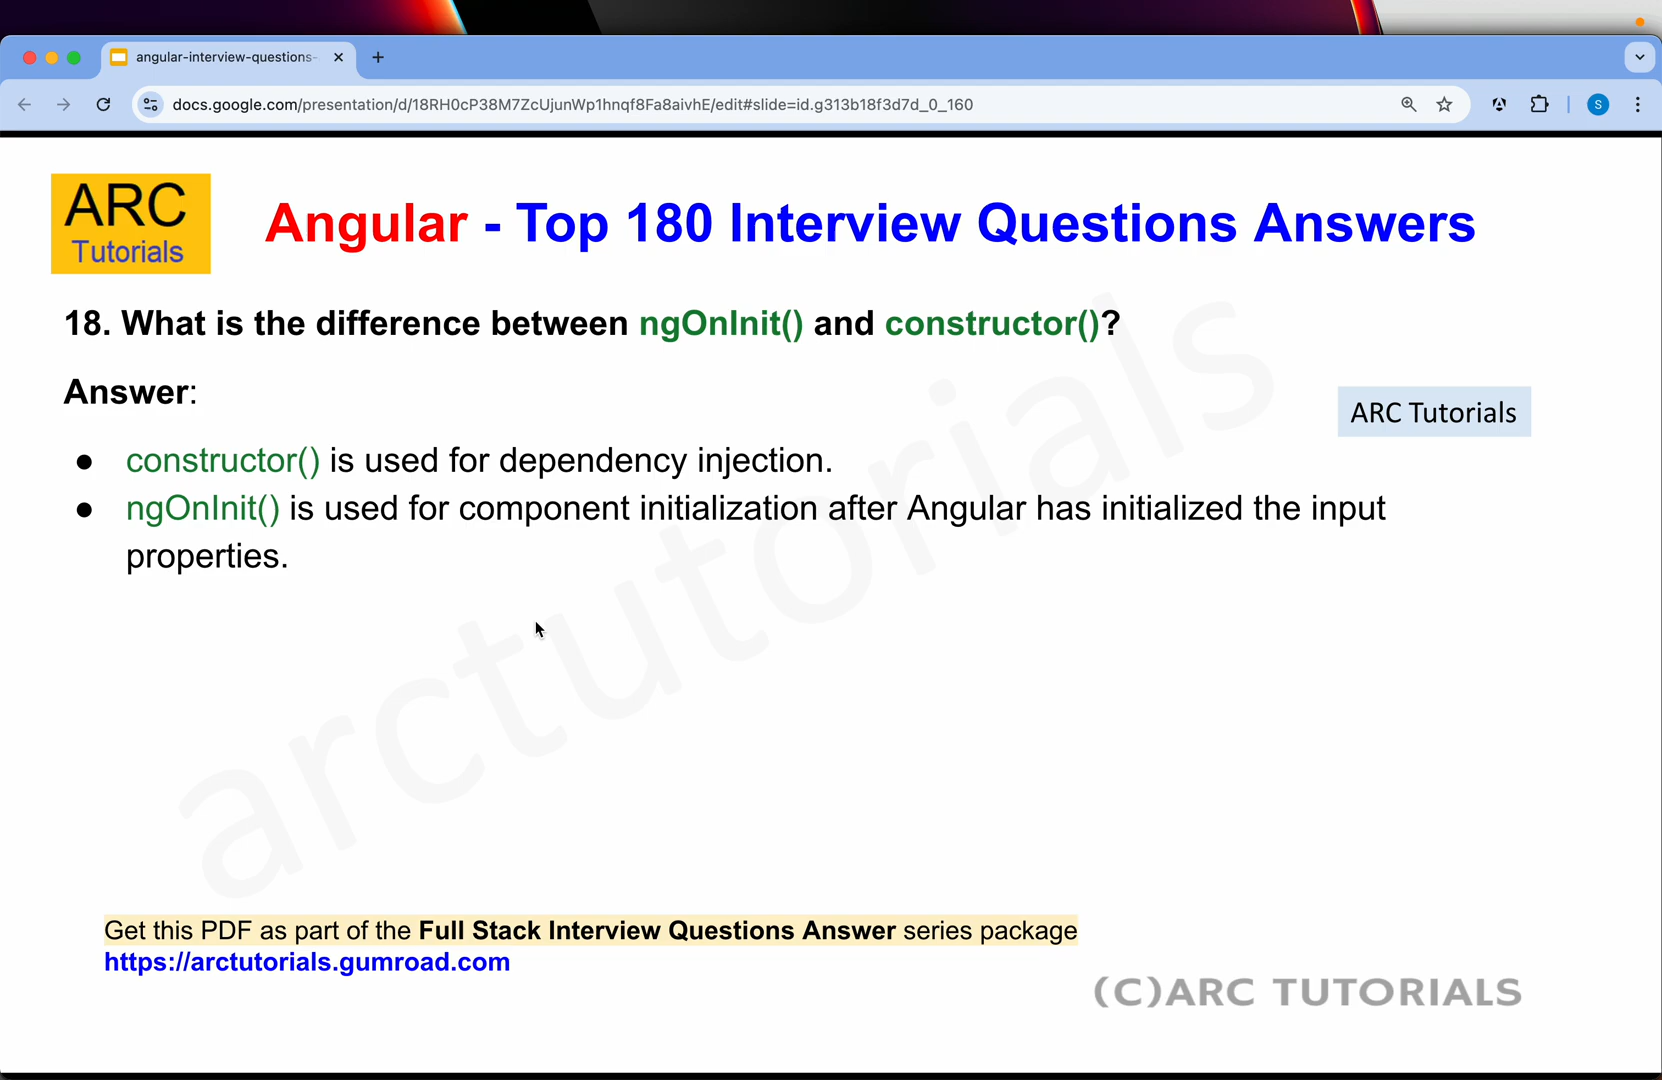 angular-interview-questions-
docs.google.com/presentation/d/18RH0cP38M7ZcUjunWp1hnqf8Fa8aivhE/edit#slide=id.g313b18f3d7d_0_160
S
ARC
Tutorials
Angular - Top 180 Interview Questions Answers
18. What is the difference between ngOnInit() and constructor()?
Answer:
ARC Tutorials
● constructor() is used for dependency injection.
● ngOnInit() is used for component initialization after Angular has initialized the input
properties.
arctutorials
Get this PDF as part of the Full Stack Interview Questions Answer series package
https://arctutorials.gumroad.com
(C)ARC TUTORIALS